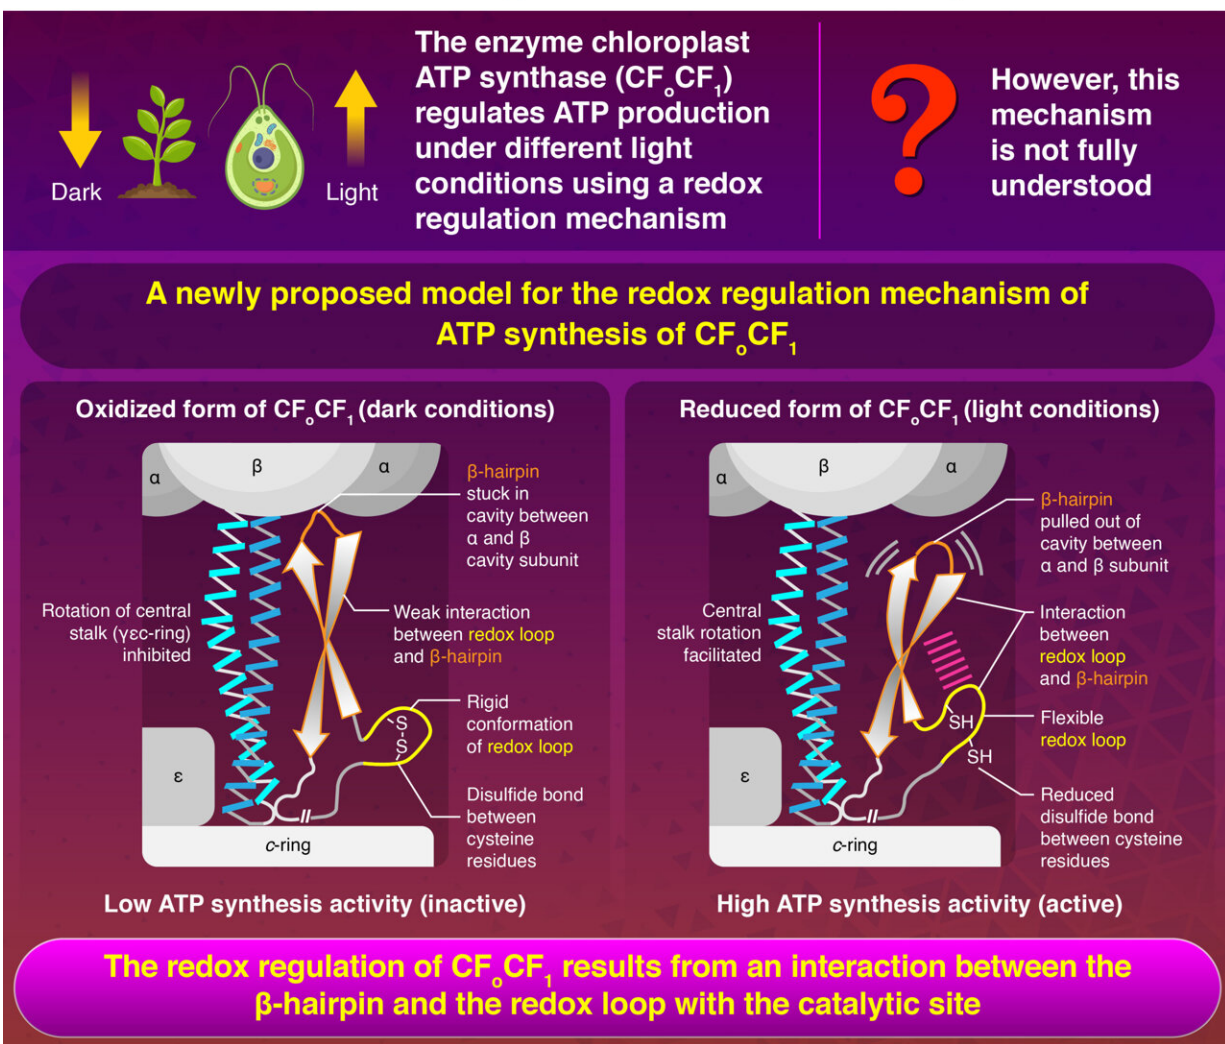 Dark
Light
The enzyme chloroplast
ATP synthase (CFₒCF₁)
regulates ATP production
under different light
conditions using a redox
regulation mechanism
?
However, this
mechanism
is not fully
understood
A newly proposed model for the redox regulation mechanism of
ATP synthesis of CFₒCF₁
Oxidized form of CFₒCF₁ (dark conditions)
α
β
α
β-hairpin
stuck in
cavity between
α and β
cavity subunit
Rotation of central
stalk (γεc-ring)
inhibited
Weak interaction
between redox loop
and β-hairpin
S
S
Rigid
conformation
of redox loop
ε
Disulfide bond
between
cysteine
residues
c-ring
Low ATP synthesis activity (inactive)
Reduced form of CFₒCF₁ (light conditions)
α
β
α
β-hairpin
pulled out of
cavity between
α and β subunit
Central
stalk rotation
facilitated
Interaction
between
redox loop
and β-hairpin
SH
SH
Flexible
redox loop
ε
Reduced
disulfide bond
between cysteine
residues
c-ring
High ATP synthesis activity (active)
The redox regulation of CFₒCF₁ results from an interaction between the
β-hairpin and the redox loop with the catalytic site